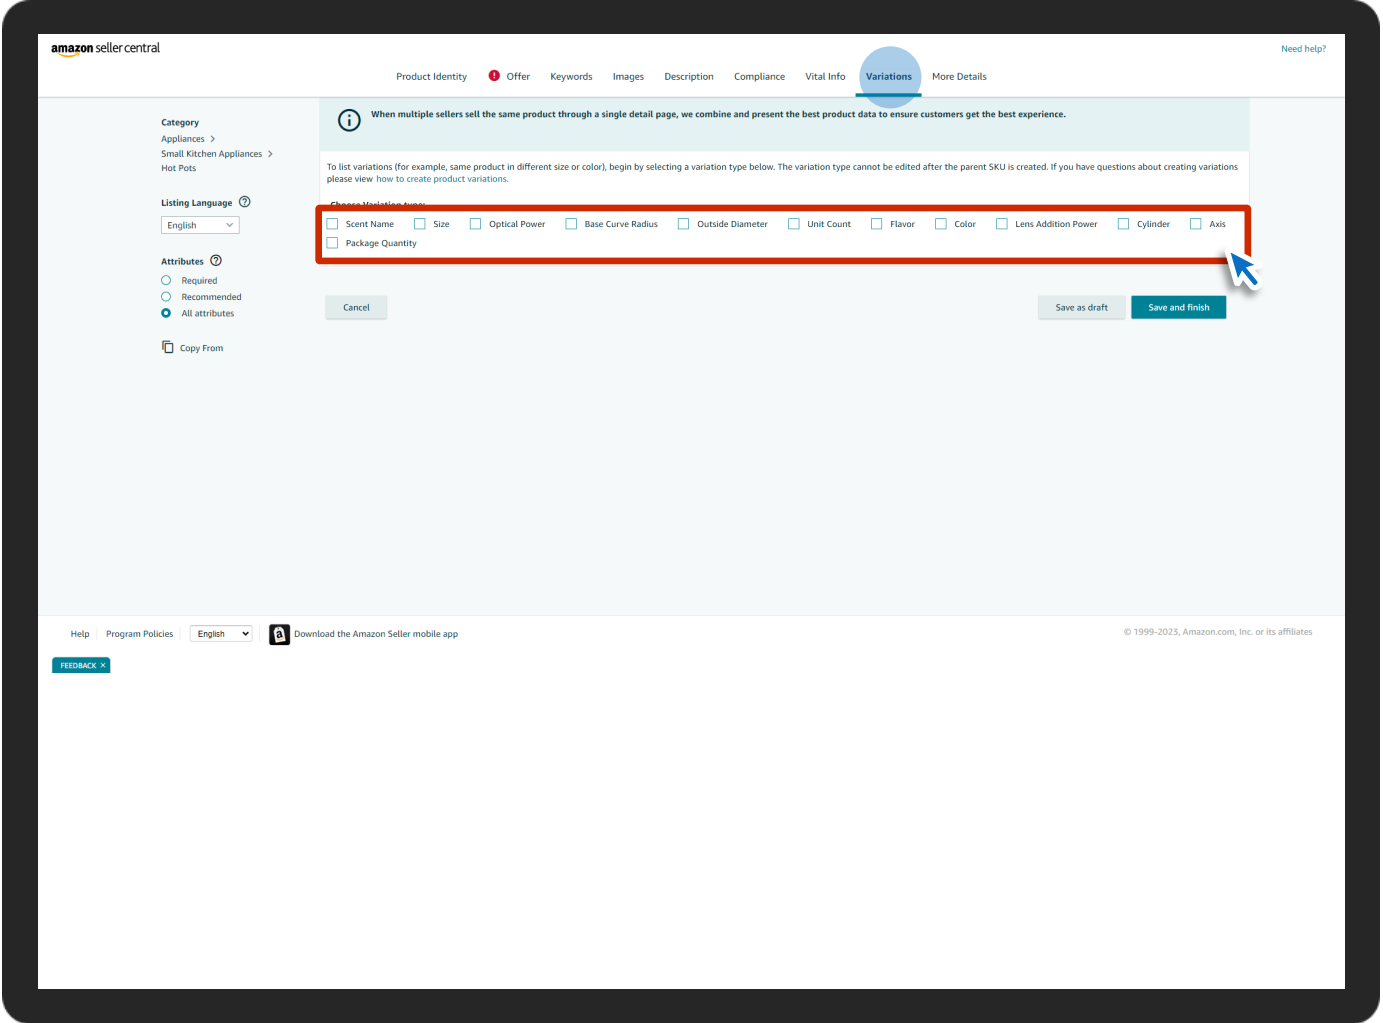 amazon seller central
Need help?
Product Identity Offer Keywords Images Description Compliance Vital Info Variations More Details
When multiple sellers sell the same product through a single detail page, we combine and present the best product data to ensure customers get the best experience.
Category
Appliances >
Small Kitchen Appliances >
Hot Pots
Listing Language ?
English
Attributes ?
Required
Recommended
All attributes
Copy From
To list variations (for example, same product in different size or color), begin by selecting a variation type below. The variation type cannot be edited after the parent SKU is created. If you have questions about creating variations
please view how to create product variations.
Choose Variation type:
Scent Name Size Optical Power Base Curve Radius Outside Diameter Unit Count Flavor Color Lens Addition Power Cylinder Axis
Package Quantity
Cancel Save as draft Save and finish
Help Program Policies English Download the Amazon Seller mobile app © 1999-2023, Amazon.com, Inc. or its affiliates
FEEDBACK ×